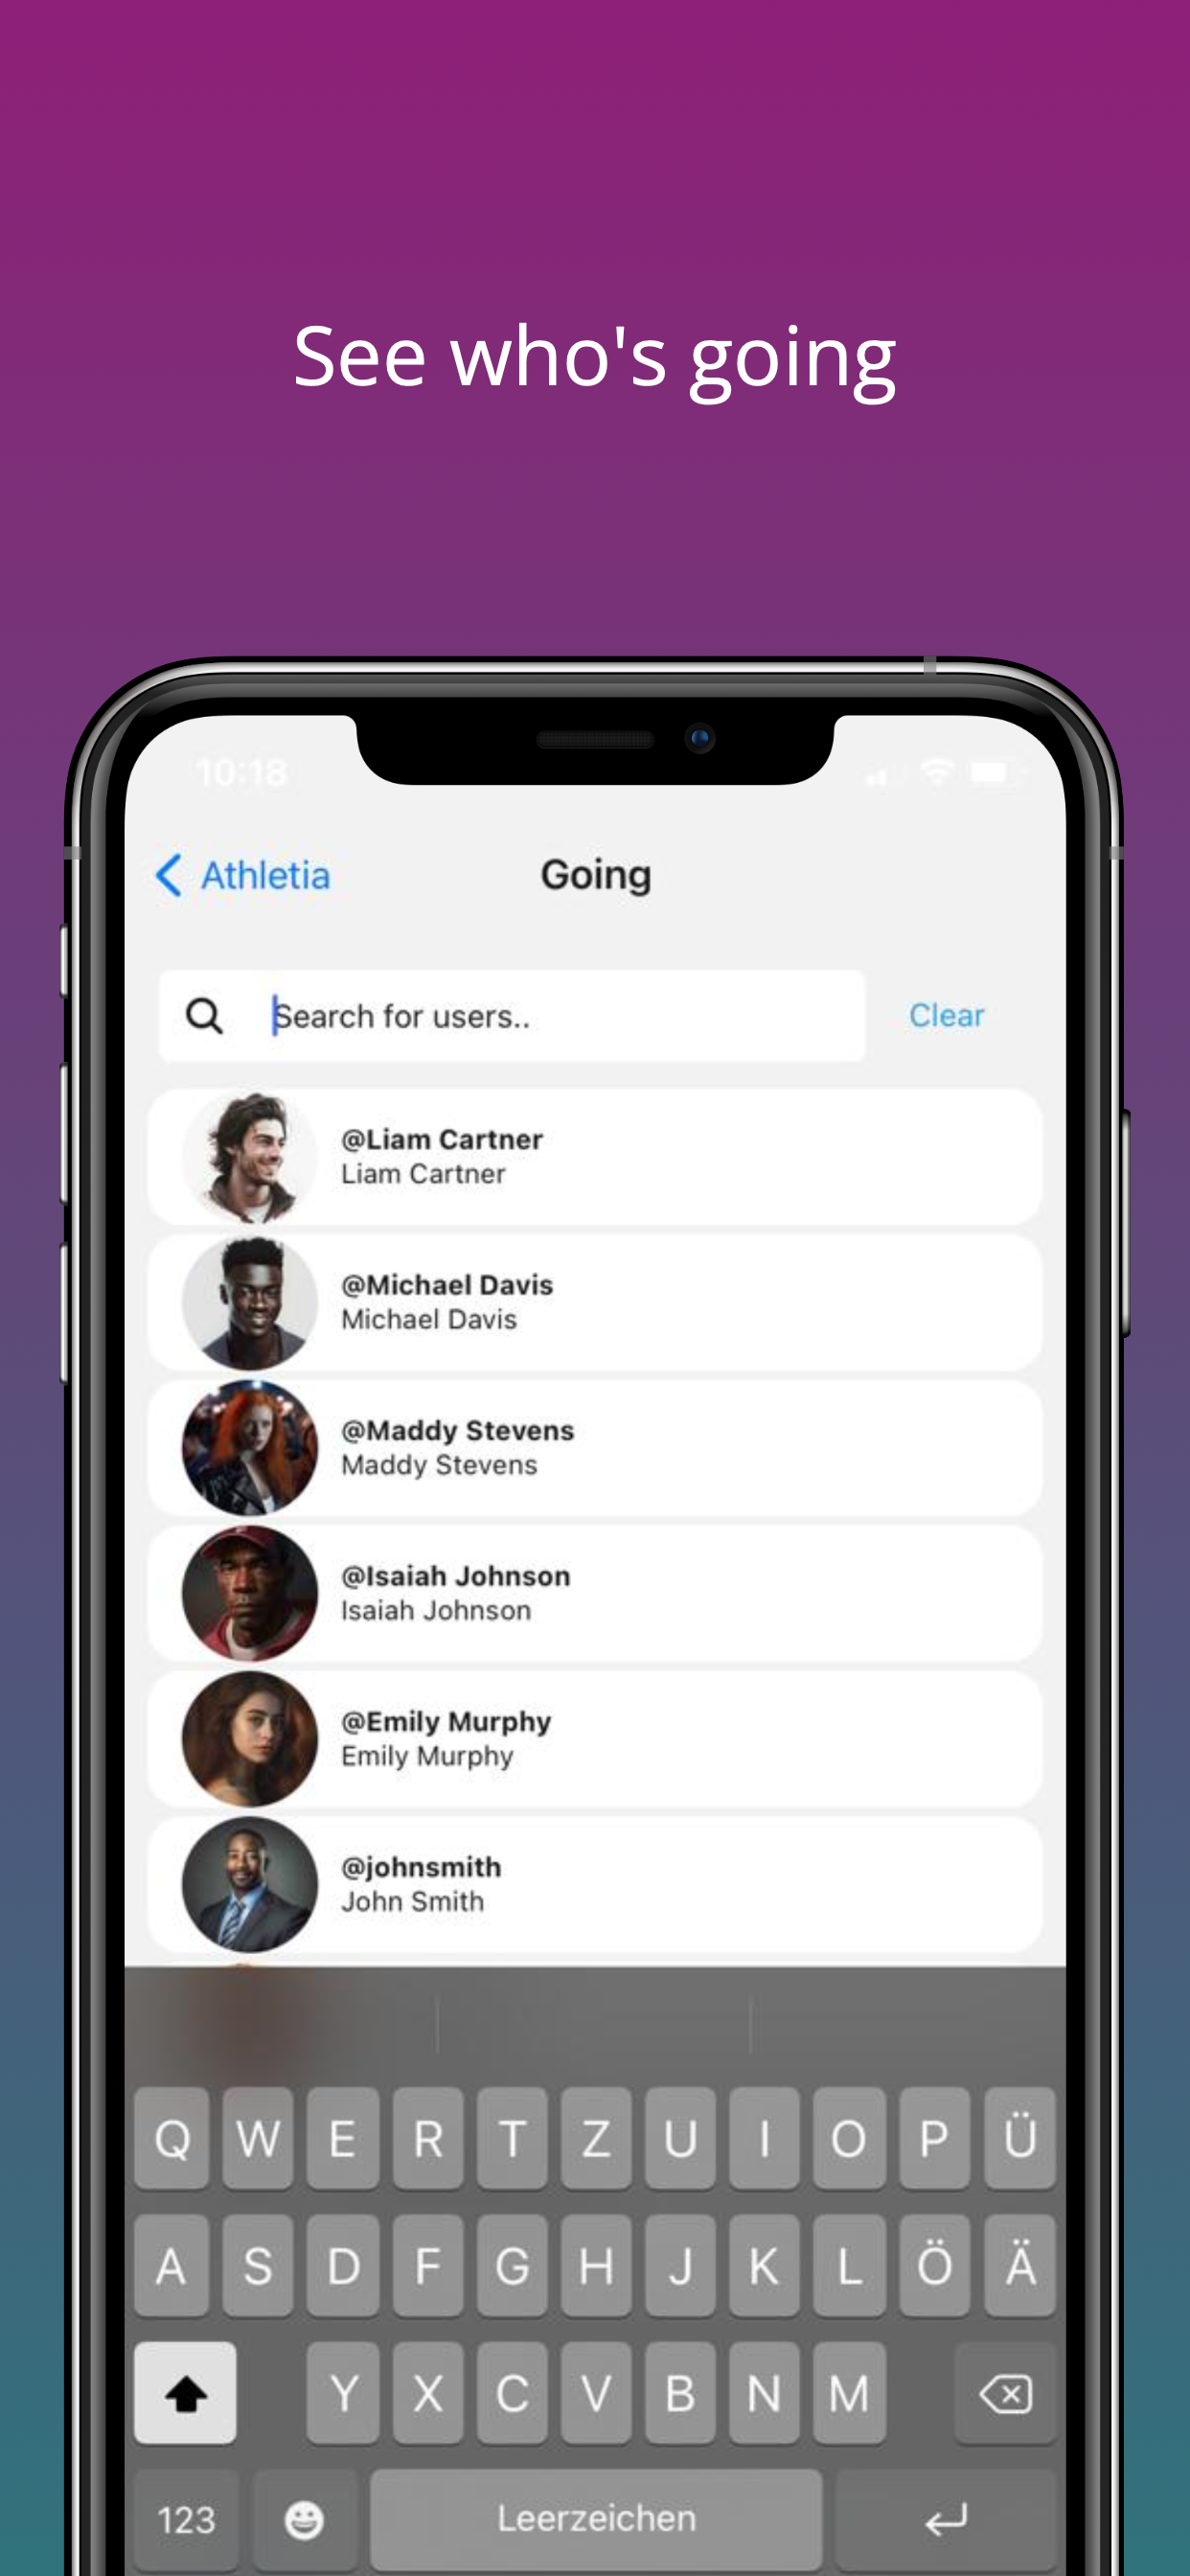 See who's going
10:18
Athletia
Going
Search for users..
Clear
@Liam Cartner
Liam Cartner
@Michael Davis
Michael Davis
@Maddy Stevens
Maddy Stevens
@Isaiah Johnson
Isaiah Johnson
@Emily Murphy
Emily Murphy
@johnsmith
John Smith
Q W E R T Z U I O P Ü
A S D F G H J K L Ö Ä
Y X C V B N M
123 Leerzeichen